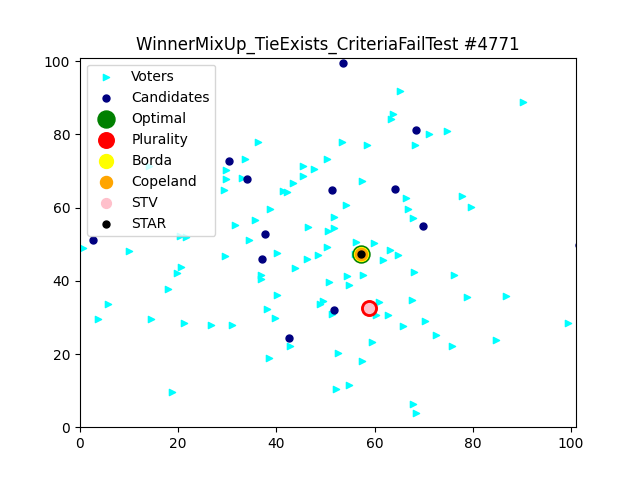 WinnerMixUp_TieExists_CriteriaFailTest #4771
100
80
60
40
20
0
0
20
40
60
80
100
Voters
Candidates
Optimal
Plurality
Borda
Copeland
STV
STAR